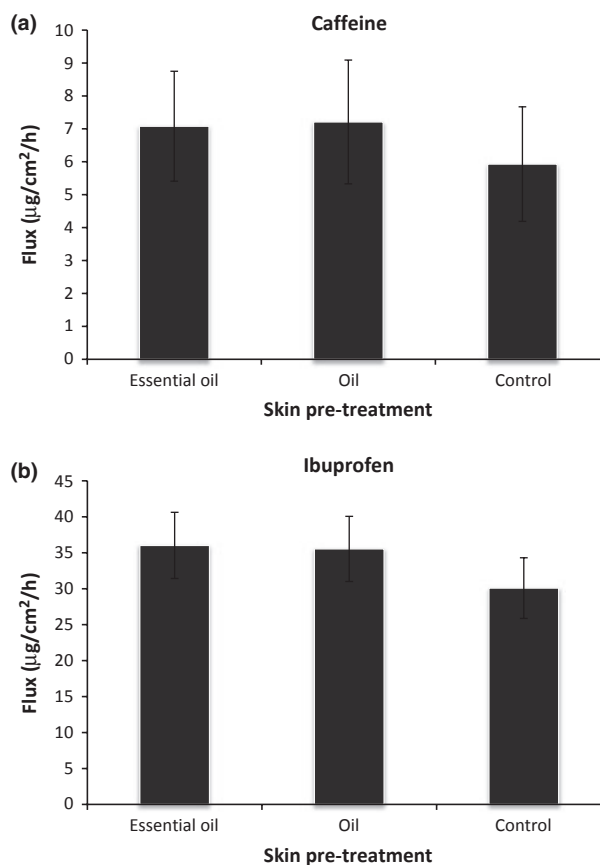 (a)
Caffeine
10
9
8
7
6
5
4
3
2
1
0
Flux (μg/cm²/h)
Essential oil Oil Control
Skin pre-treatment
(b)
Ibuprofen
45
40
35
30
25
20
15
10
5
0
Flux (μg/cm²/h)
Essential oil Oil Control
Skin pre-treatment